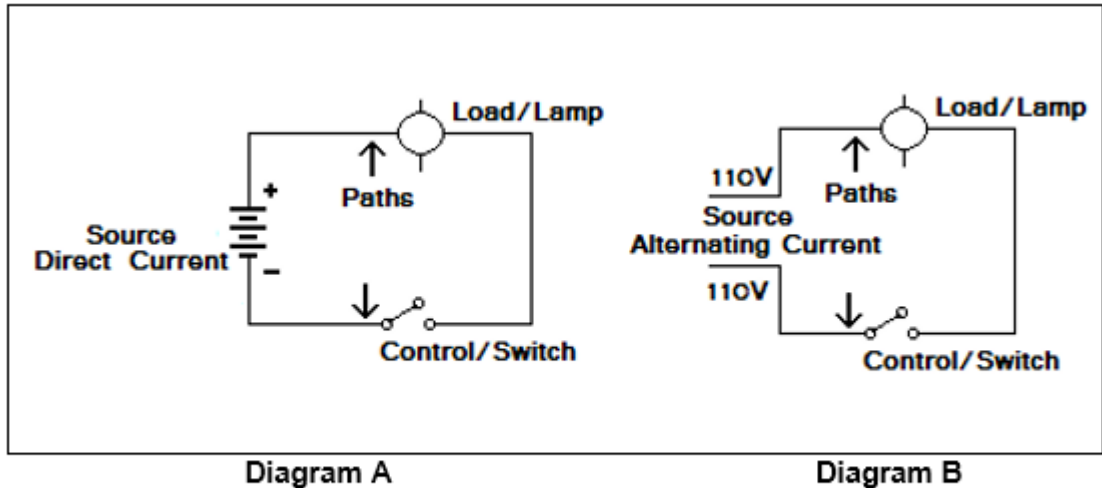 Load/Lamp
Paths
+
Source
Direct Current
−
Control/Switch
Diagram A
Load/Lamp
110V
Paths
Source
Alternating Current
110V
Control/Switch
Diagram B